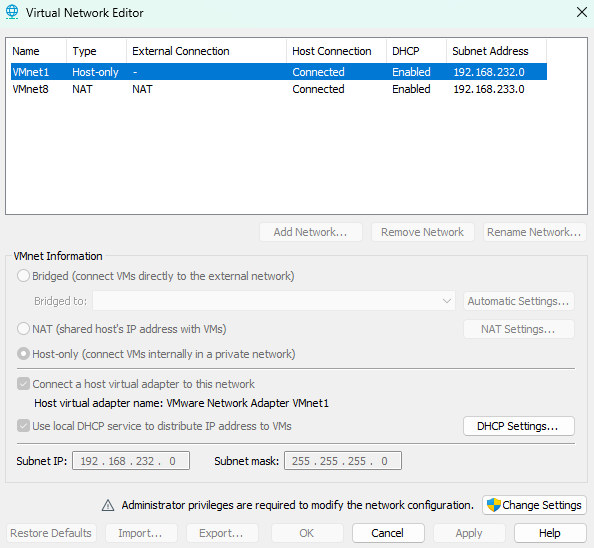 Virtual Network Editor
Name Type External Connection Host Connection DHCP Subnet Address
VMnet1 Host-only - Connected Enabled 192.168.232.0
VMnet8 NAT NAT Connected Enabled 192.168.233.0
Add Network... Remove Network Rename Network...
VMnet Information
Bridged (connect VMs directly to the external network)
Bridged to: Automatic Settings...
NAT (shared host's IP address with VMs) NAT Settings...
Host-only (connect VMs internally in a private network)
Connect a host virtual adapter to this network
Host virtual adapter name: VMware Network Adapter VMnet1
Use local DHCP service to distribute IP address to VMs DHCP Settings...
Subnet IP: 192 . 168 . 232 . 0 Subnet mask: 255 . 255 . 255 . 0
Administrator privileges are required to modify the network configuration. Change Settings
Restore Defaults Import... Export... OK Cancel Apply Help